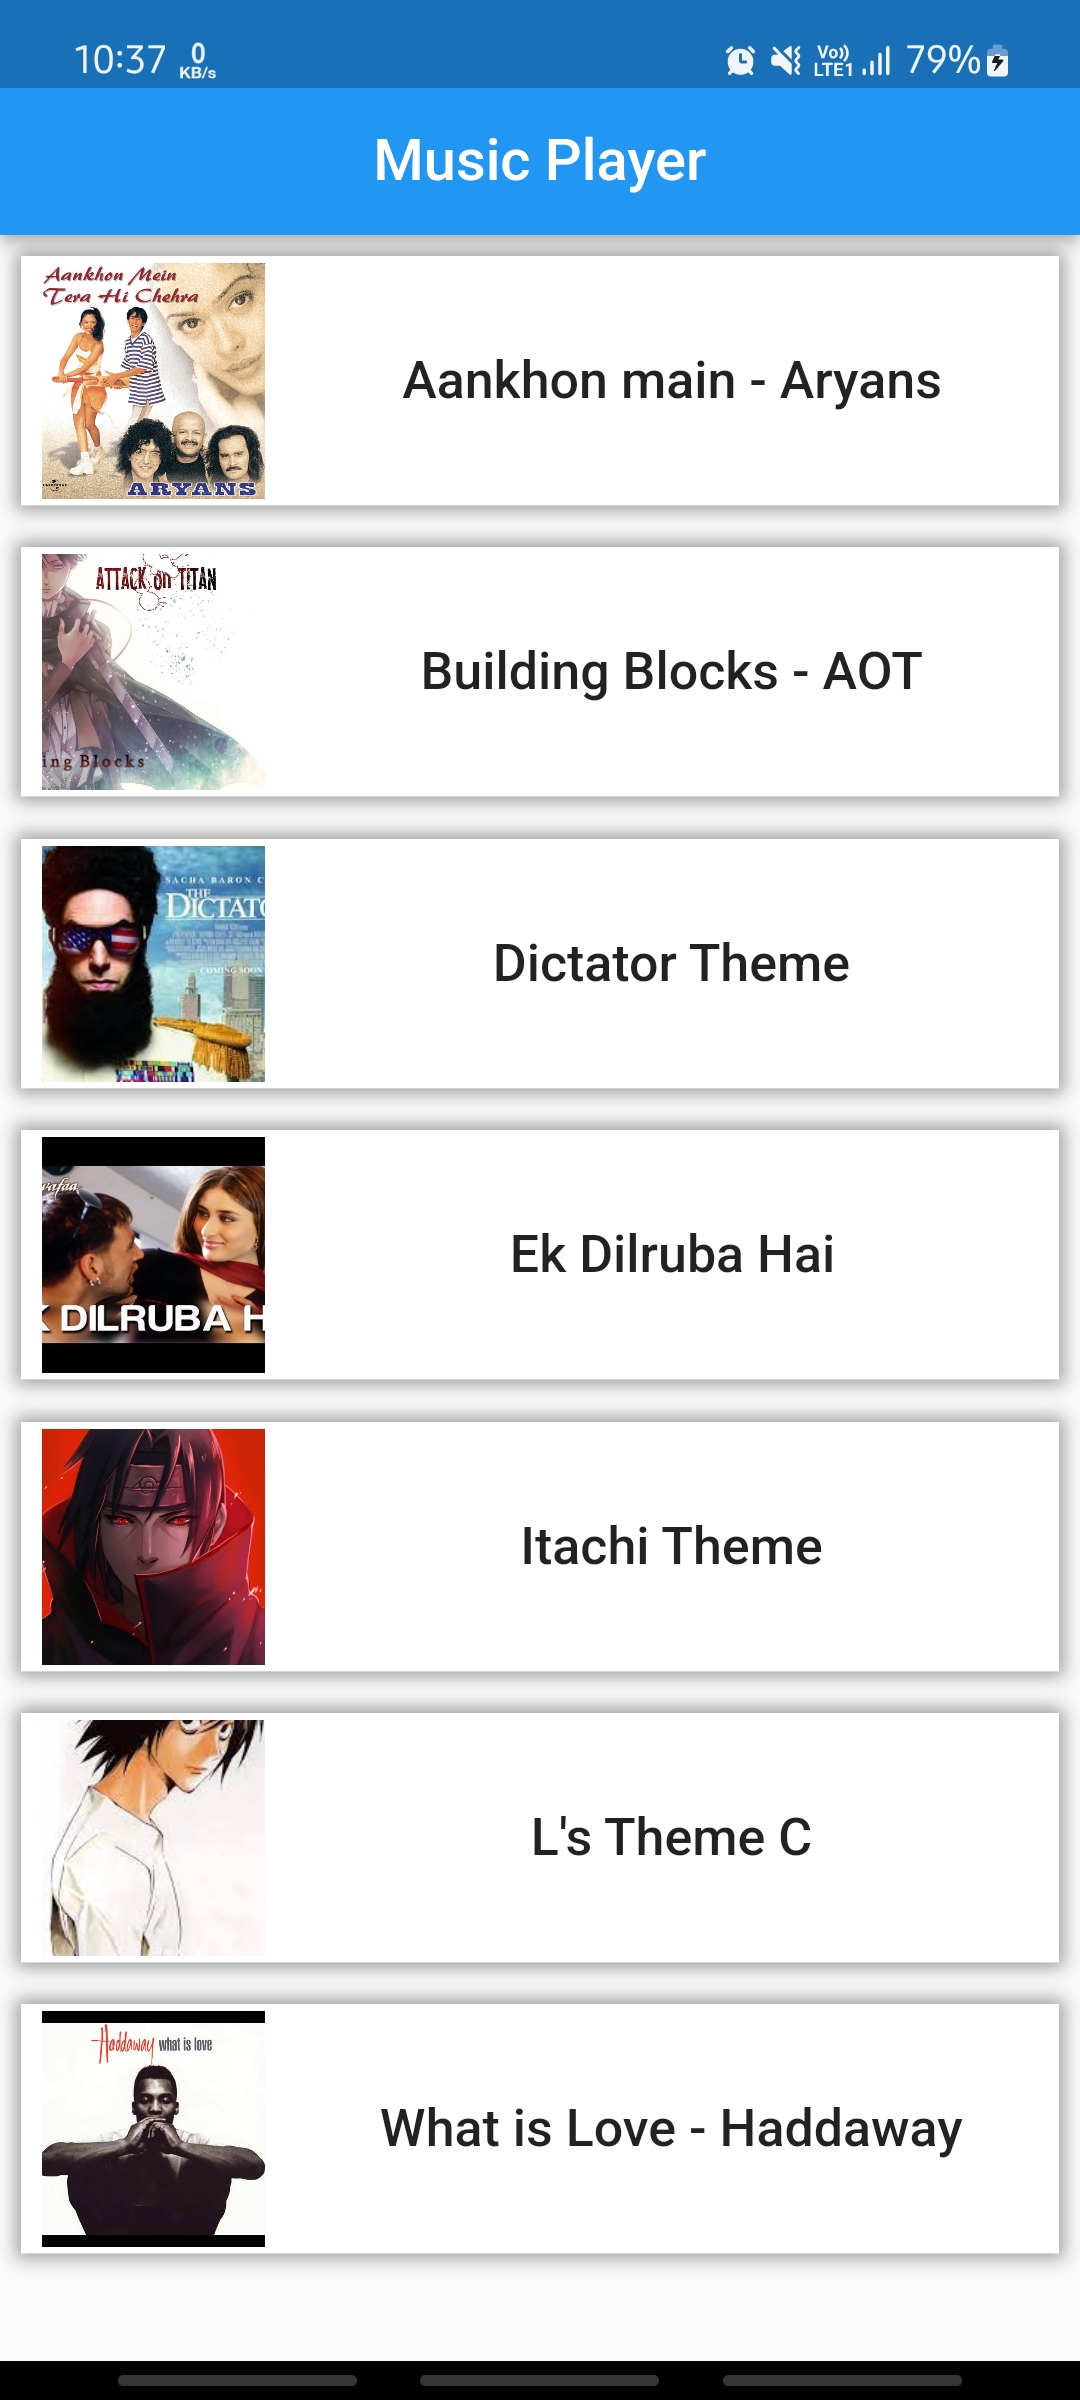 10:37 0 KB/s Vo)) LTE1 79%
Music Player
Aankhon Mein
Tera Hi Chehra
ARYANS
Aankhon main - Aryans
ATTACK on TITAN
ing Blocks
Building Blocks - AOT
SACHA BARON C
THE
DICTATO
COMING SOON
Dictator Theme
wafaa
K DILRUBA H
Ek Dilruba Hai
Itachi Theme
L's Theme C
Haddaway what is love
What is Love - Haddaway